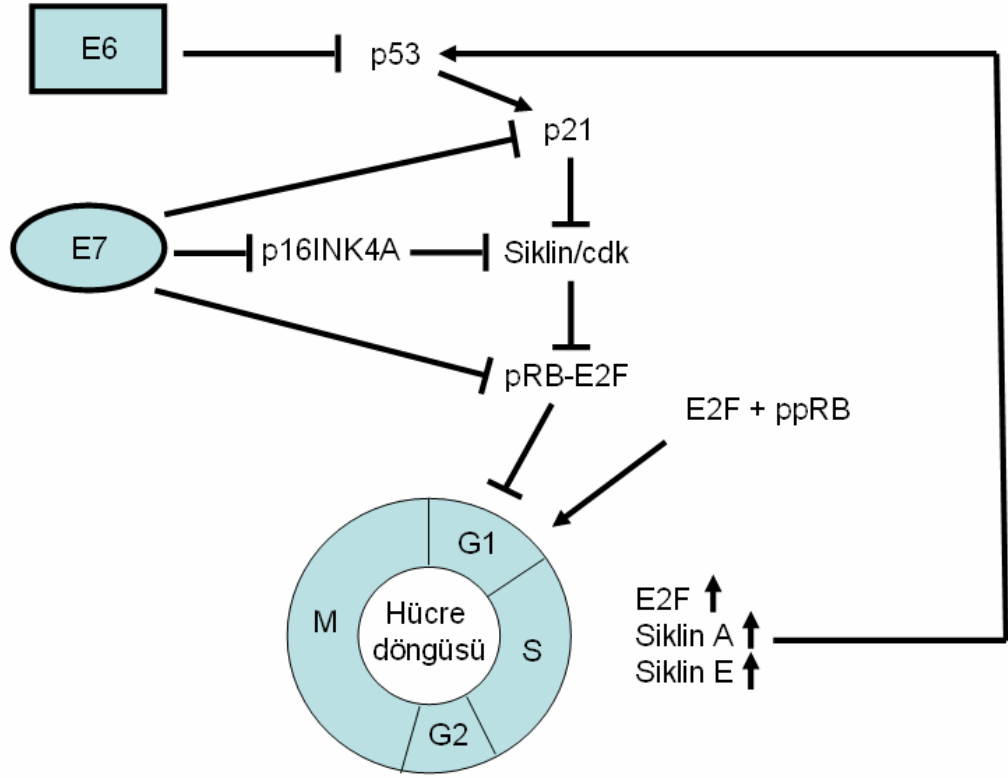 E6
p53
p21
E7
p16INK4A
Siklin/cdk
pRB-E2F
E2F + ppRB
G1
M
Hücre
döngüsü
S
G2
E2F
Siklin A
Siklin E